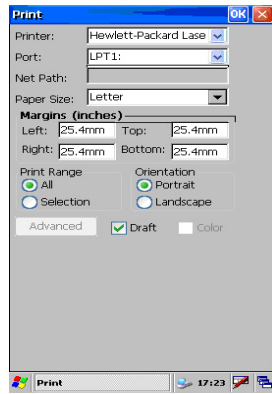 Print OK
Printer: Hewlett-Packard Lase
Port: LPT1:
Net Path:
Paper Size: Letter
Margins (inches)
Left: 25.4mm Top: 25.4mm
Right: 25.4mm Bottom: 25.4mm
Print Range Orientation
All Portrait
Selection Landscape
Advanced Draft Color
Print 17:23